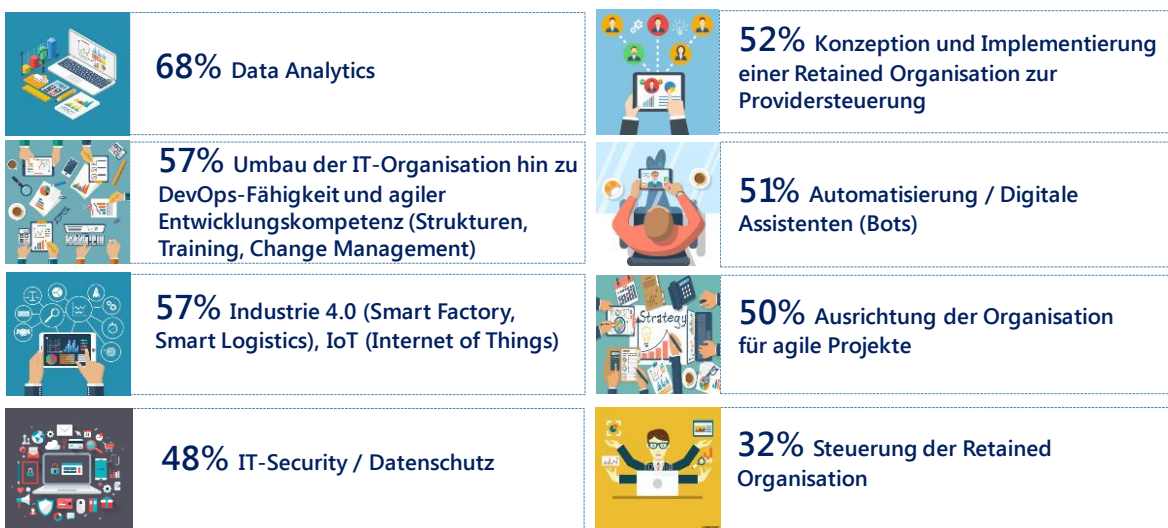 68% Data Analytics
57% Umbau der IT-Organisation hin zu
DevOps-Fähigkeit und agiler
Entwicklungskompetenz (Strukturen,
Training, Change Management)
57% Industrie 4.0 (Smart Factory,
Smart Logistics), IoT (Internet of Things)
48% IT-Security / Datenschutz
52% Konzeption und Implementierung
einer Retained Organisation zur
Providersteuerung
51% Automatisierung / Digitale
Assistenten (Bots)
Strategy
50% Ausrichtung der Organisation
für agile Projekte
32% Steuerung der Retained
Organisation